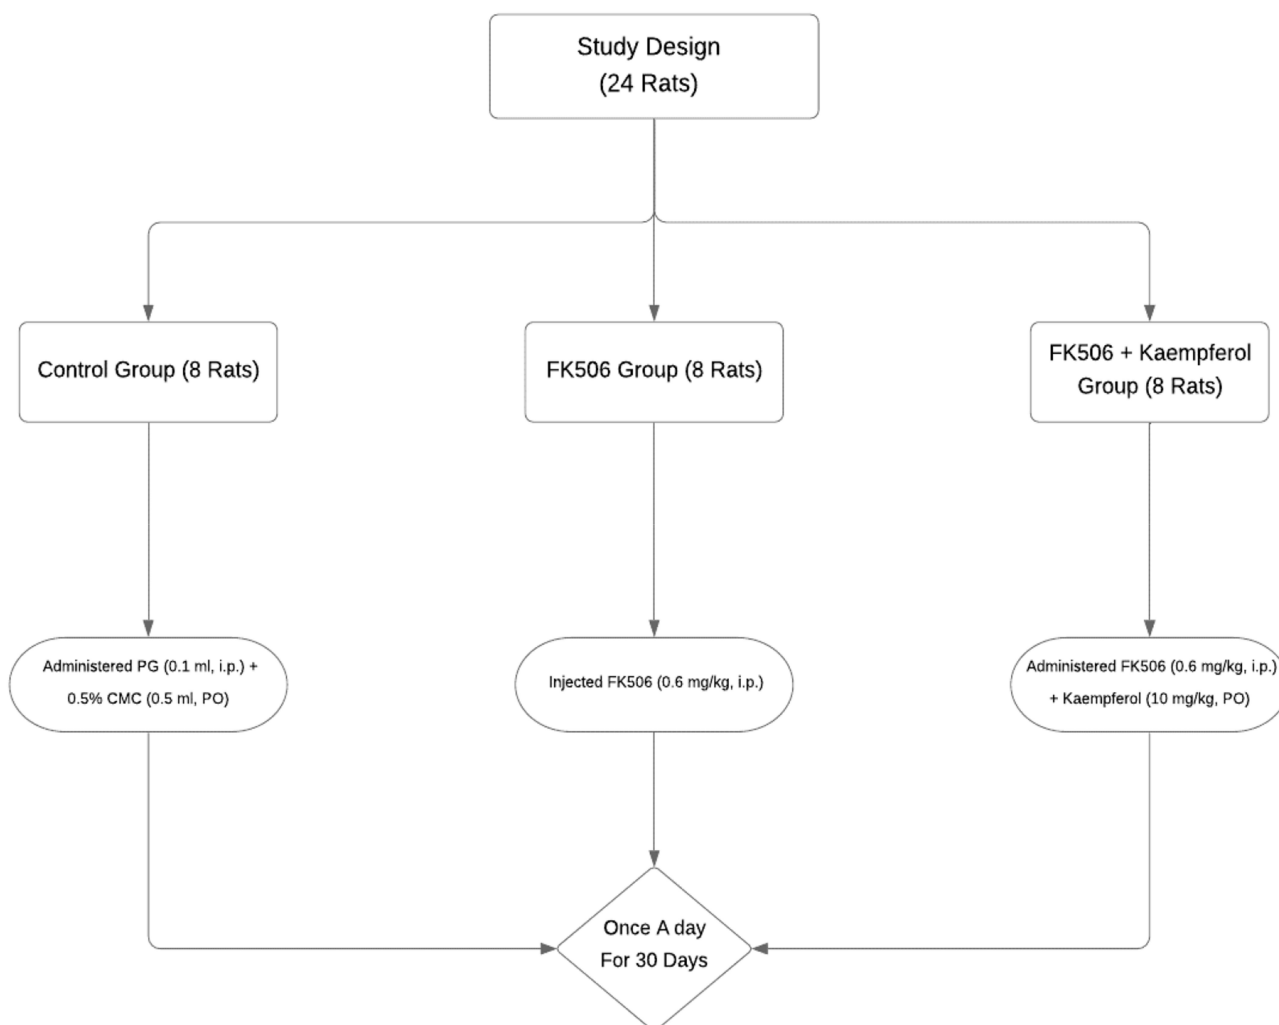 Study Design
(24 Rats)
Control Group (8 Rats)
FK506 Group (8 Rats)
FK506 + Kaempferol
Group (8 Rats)
Administered PG (0.1 ml, i.p.) +
0.5% CMC (0.5 ml, PO)
Injected FK506 (0.6 mg/kg, i.p.)
Administered FK506 (0.6 mg/kg, i.p.)
+ Kaempferol (10 mg/kg, PO)
Once A day
For 30 Days